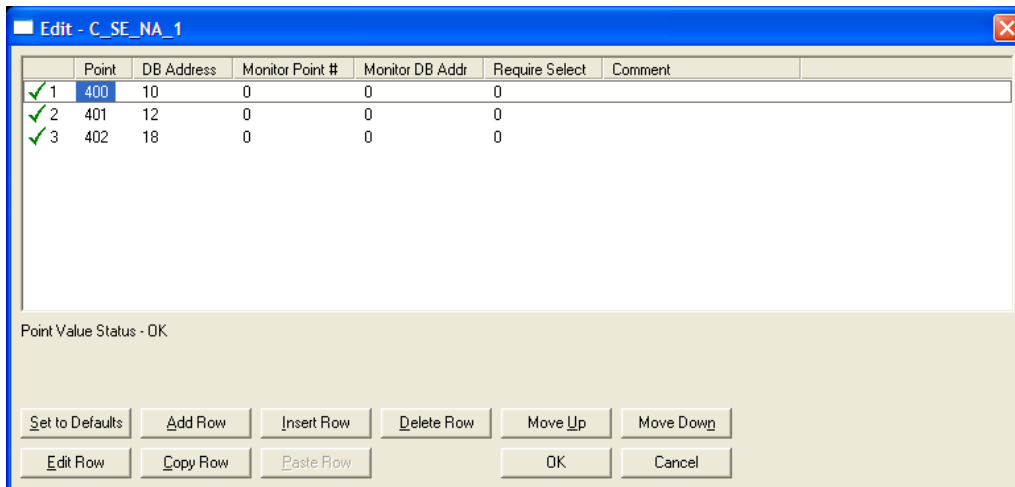 Edit - C_SE_NA_1
Point DB Address Monitor Point # Monitor DB Addr Require Select Comment
1 400 10 0 0 0
2 401 12 0 0 0
3 402 18 0 0 0
Point Value Status - OK
Set to Defaults Add Row Insert Row Delete Row Move Up Move Down
Edit Row Copy Row Paste Row OK Cancel